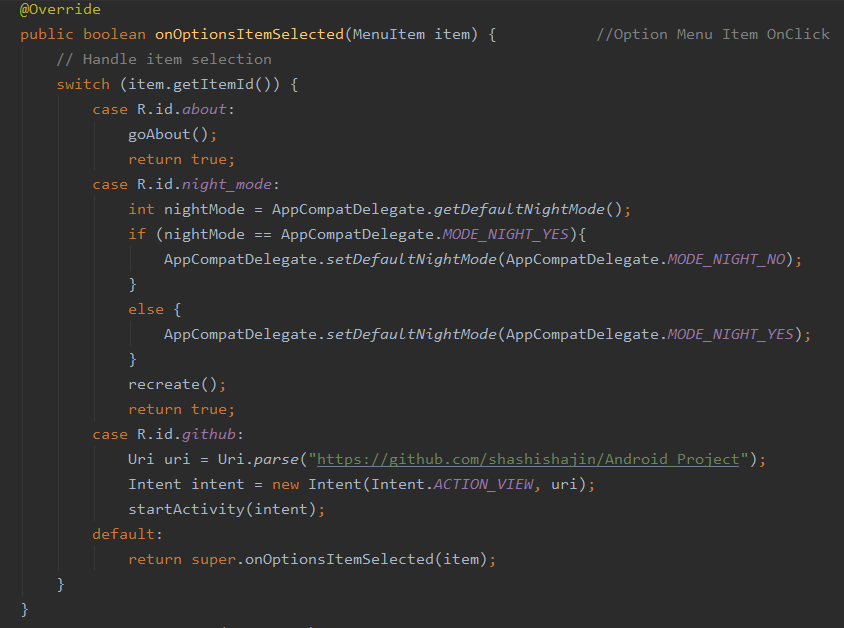 @Override
public boolean onOptionsItemSelected(MenuItem item) {           //Option Menu Item OnClick
    // Handle item selection
    switch (item.getItemId()) {
        case R.id.about:
            goAbout();
            return true;
        case R.id.night_mode:
            int nightMode = AppCompatDelegate.getDefaultNightMode();
            if (nightMode == AppCompatDelegate.MODE_NIGHT_YES){
                AppCompatDelegate.setDefaultNightMode(AppCompatDelegate.MODE_NIGHT_NO);
            }
            else {
                AppCompatDelegate.setDefaultNightMode(AppCompatDelegate.MODE_NIGHT_YES);
            }
            recreate();
            return true;
        case R.id.github:
            Uri uri = Uri.parse("https://github.com/shashishajin/Android_Project");
            Intent intent = new Intent(Intent.ACTION_VIEW, uri);
            startActivity(intent);
        default:
            return super.onOptionsItemSelected(item);
    }
}